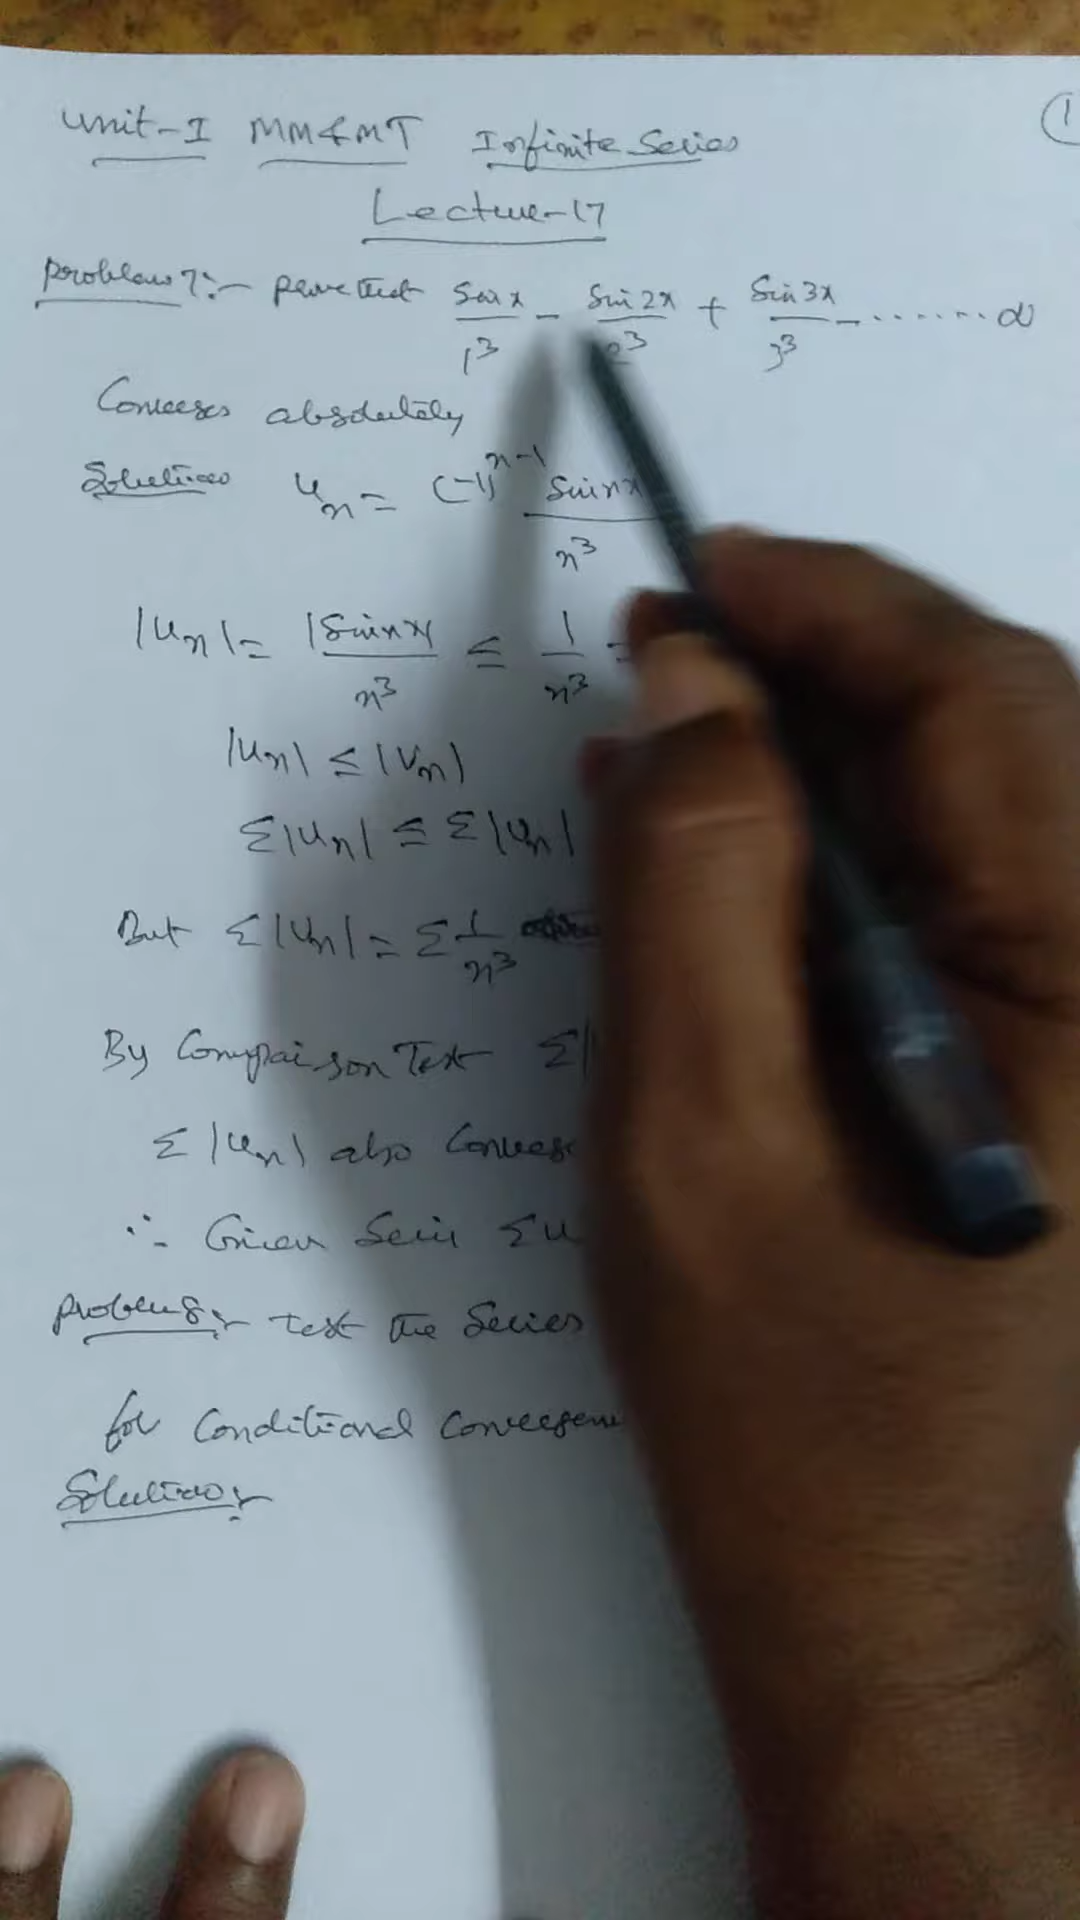 Unit-I MM&MT Infinite Series
Lecture-17
Problem 7:- prove that sin x/1³ - sin 2x/2³ + sin 3x/3³ - ....... ∞
Converges absolutely
Solution uₙ = (-1)ⁿ⁻¹ sin nx/n³
|uₙ| = |sin nx|/n³ ≤ 1/n³ =
|uₙ| ≤ |vₙ|
Σ|uₙ| ≤ Σ|vₙ|
But Σ|vₙ| = Σ 1/n³
By Comparison Test Σ|
Σ|uₙ| also Converges
∴ Given Series Σu
Problem 8:- test the Series
for Conditional Convergen
Solution:-